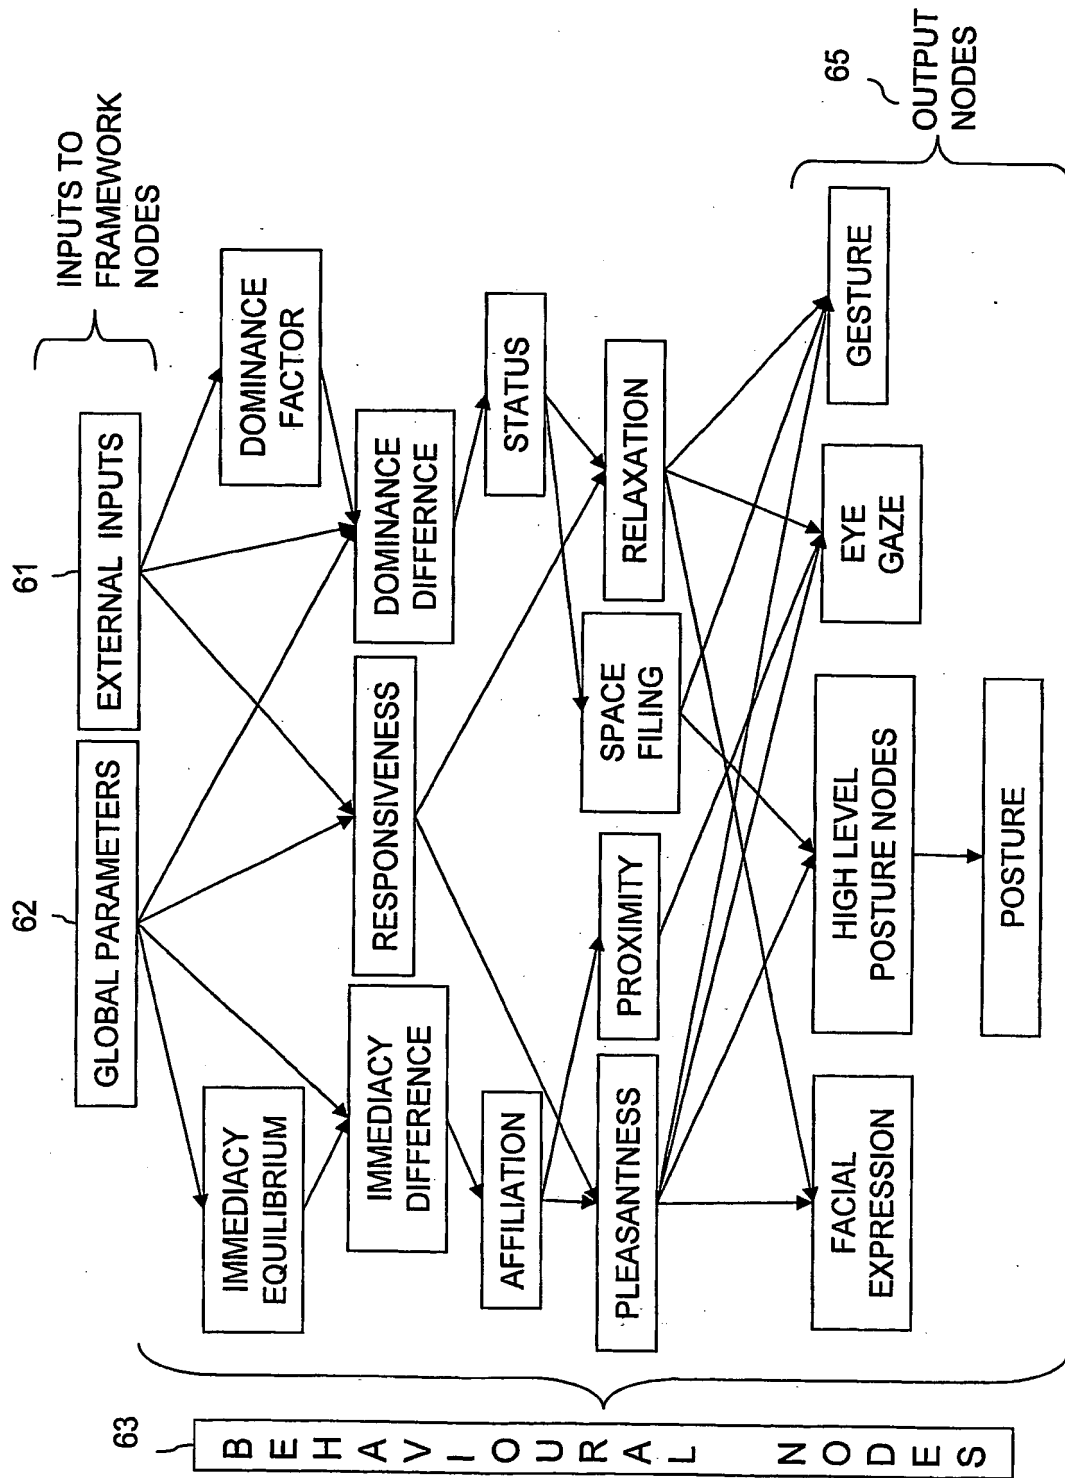 63
BEHAVIOURAL NODES
62
61
INPUTS TO
FRAMEWORK
NODES
GLOBAL PARAMETERS
EXTERNAL INPUTS
IMMEDIACY
EQUILIBRIUM
DOMINANCE
FACTOR
IMMEDIACY
DIFFERENCE
RESPONSIVENESS
DOMINANCE
DIFFERNCE
AFFILIATION
STATUS
PLEASANTNESS
PROXIMITY
SPACE
FILING
RELAXATION
FACIAL
EXPRESSION
HIGH LEVEL
POSTURE NODES
EYE
GAZE
GESTURE
65
OUTPUT
NODES
POSTURE